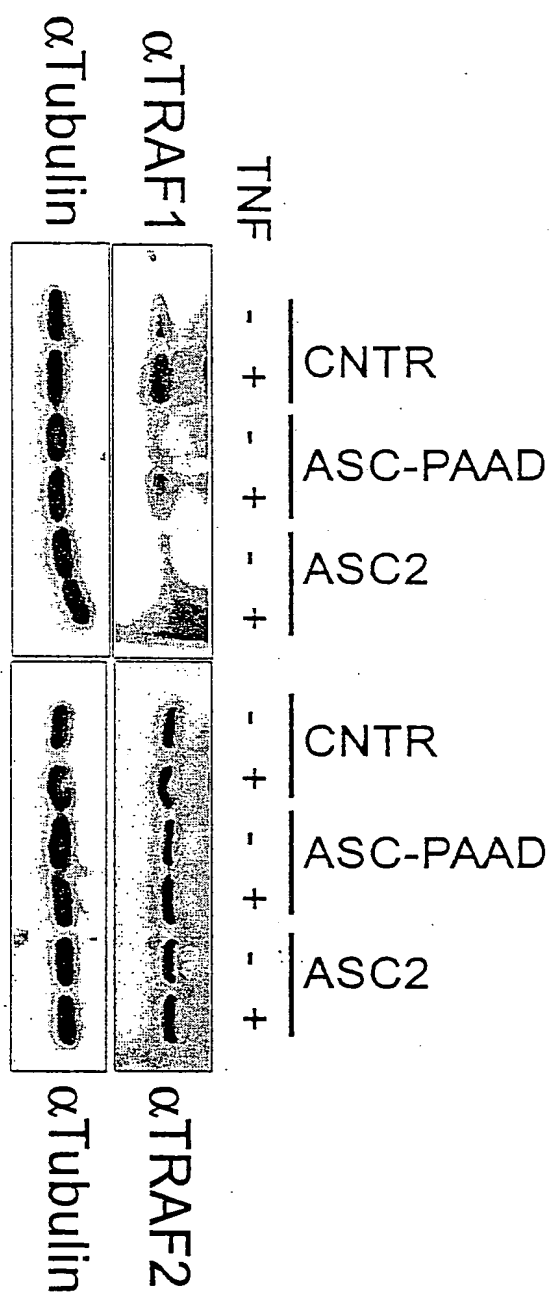 CNTR ASC-PAAD ASC2 CNTR ASC-PAAD ASC2
TNF - + - + - + - + - + - +
αTRAF1 αTRAF2
αTubulin αTubulin